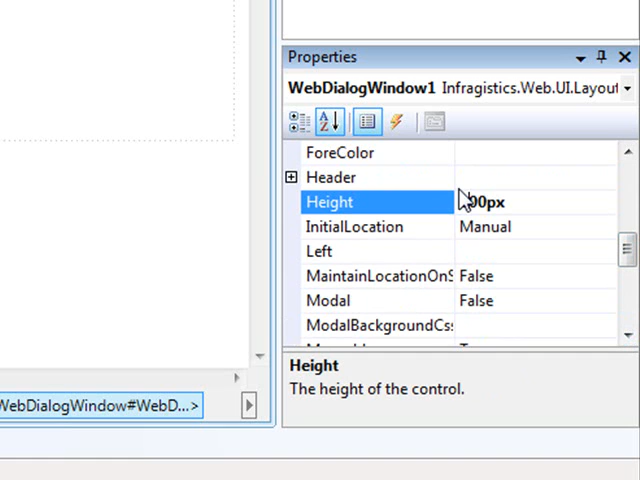 Properties
WebDialogWindow1 Infragistics.Web.UI.Layout
A
Z
ForeColor
Header
Height 00px
InitialLocation Manual
Left
MaintainLocationOnS False
Modal False
ModalBackgroundCs
Height
The height of the control.
WebDialogWindow#WebD...>